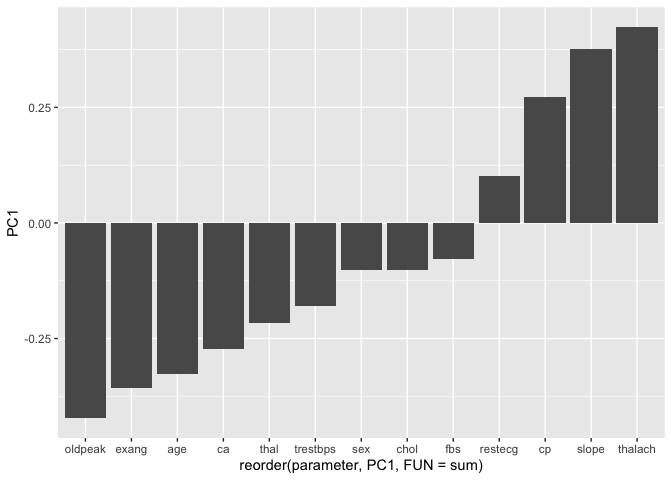 0.25
0.00
-0.25
PC1
oldpeak exang age ca thal trestbps sex chol fbs restecg cp slope thalach
reorder(parameter, PC1, FUN = sum)